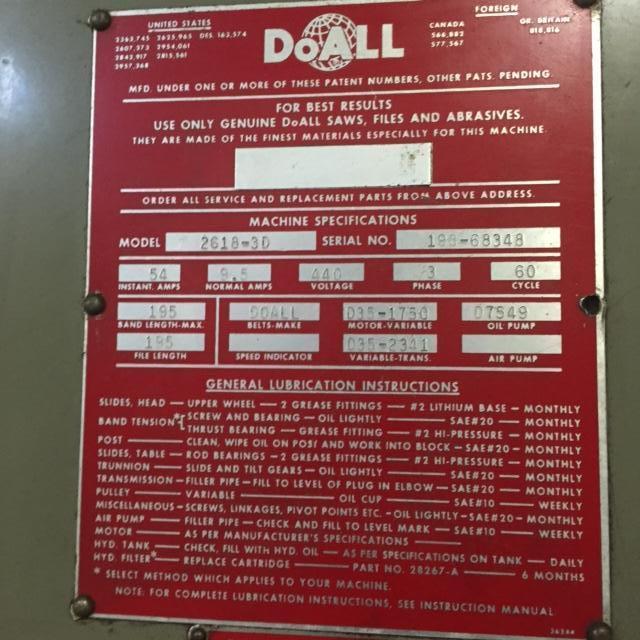 UNITED STATES
2363,745 2625,965 DES. 163,574
2607,373 2954,061
2843,917 2815,561
2957,368
DOALL
FOREIGN
CANADA GR. BRITAIN
566,882 818,816
577,567
MFD. UNDER ONE OR MORE OF THESE PATENT NUMBERS, OTHER PATS. PENDING.
FOR BEST RESULTS
USE ONLY GENUINE DoALL SAWS, FILES AND ABRASIVES.
THEY ARE MADE OF THE FINEST MATERIALS ESPECIALLY FOR THIS MACHINE.
ORDER ALL SERVICE AND REPLACEMENT PARTS FROM ABOVE ADDRESS.
MACHINE SPECIFICATIONS
MODEL 2618-3D SERIAL NO. 198-68348
54 9.5 440 3 60
INSTANT. AMPS NORMAL AMPS VOLTAGE PHASE CYCLE
195 DOALL D35-1750 D7549
BAND LENGTH-MAX. BELTS-MAKE MOTOR-VARIABLE OIL PUMP
195 D35-2341
FILE LENGTH SPEED INDICATOR VARIABLE-TRANS. AIR PUMP
GENERAL LUBRICATION INSTRUCTIONS
SLIDES, HEAD — UPPER WHEEL — 2 GREASE FITTINGS — #2 LITHIUM BASE — MONTHLY
BAND TENSION* SCREW AND BEARING — OIL LIGHTLY — SAE#20 — MONTHLY
THRUST BEARING — GREASE FITTING — #2 HI-PRESSURE — MONTHLY
POST — CLEAN, WIPE OIL ON POST AND WORK INTO BLOCK — SAE#20 — MONTHLY
SLIDES, TABLE — ROD BEARINGS — 2 GREASE FITTINGS — #2 HI-PRESSURE — MONTHLY
TRUNNION — SLIDE AND TILT GEARS — OIL LIGHTLY — SAE#20 — MONTHLY
TRANSMISSION — FILLER PIPE — FILL TO LEVEL OF PLUG IN ELBOW — SAE#20 — MONTHLY
PULLEY — VARIABLE — OIL CUP — SAE#10 — WEEKLY
MISCELLANEOUS — SCREWS, LINKAGES, PIVOT POINTS ETC. - OIL LIGHTLY — SAE#20 — MONTHLY
AIR PUMP — FILLER PIPE — CHECK AND FILL TO LEVEL MARK — SAE#10 — WEEKLY
MOTOR — AS PER MANUFACTURER'S SPECIFICATIONS
HYD. TANK — CHECK, FILL WITH HYD. OIL — AS PER SPECIFICATIONS ON TANK — DAILY
HYD. FILTER* — REPLACE CARTRIDGE — PART NO. 28267-A — 6 MONTHS
* SELECT METHOD WHICH APPLIES TO YOUR MACHINE.
NOTE: FOR COMPLETE LUBRICATION INSTRUCTIONS, SEE INSTRUCTION MANUAL